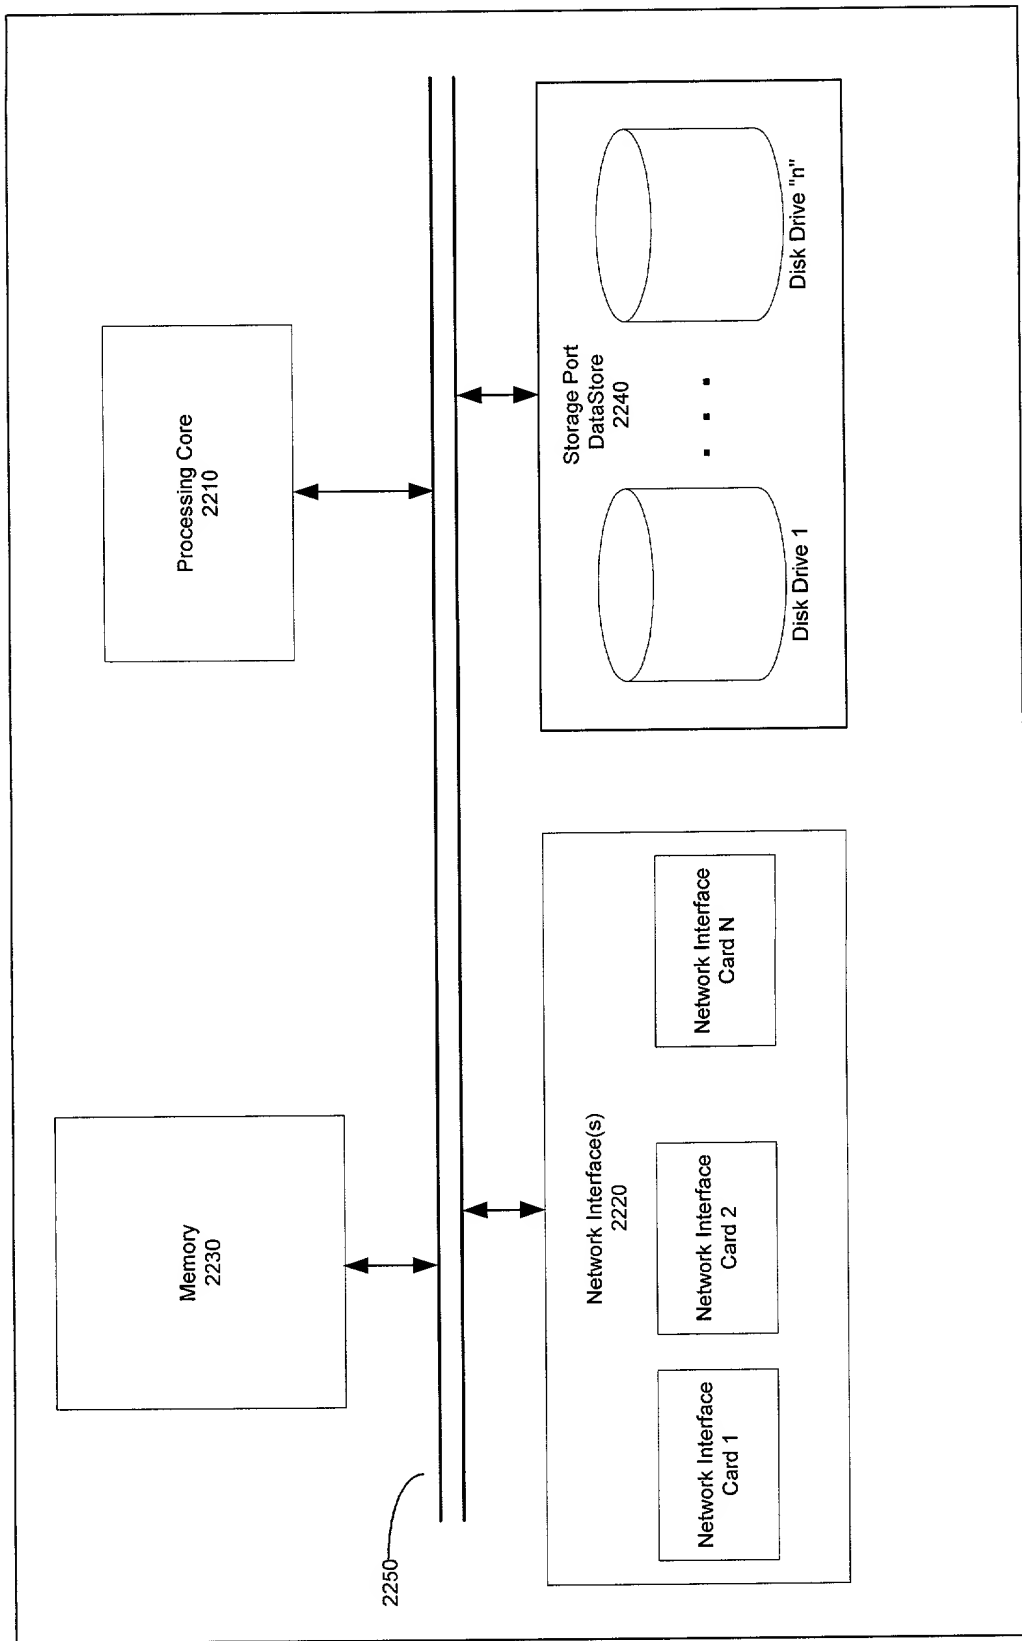 Memory
2230
Processing Core
2210
2250
Network Interface(s)
2220
Network Interface
Card 1
Network Interface
Card 2
Network Interface
Card N
Storage Port
DataStore
2240
Disk Drive 1
Disk Drive "n"